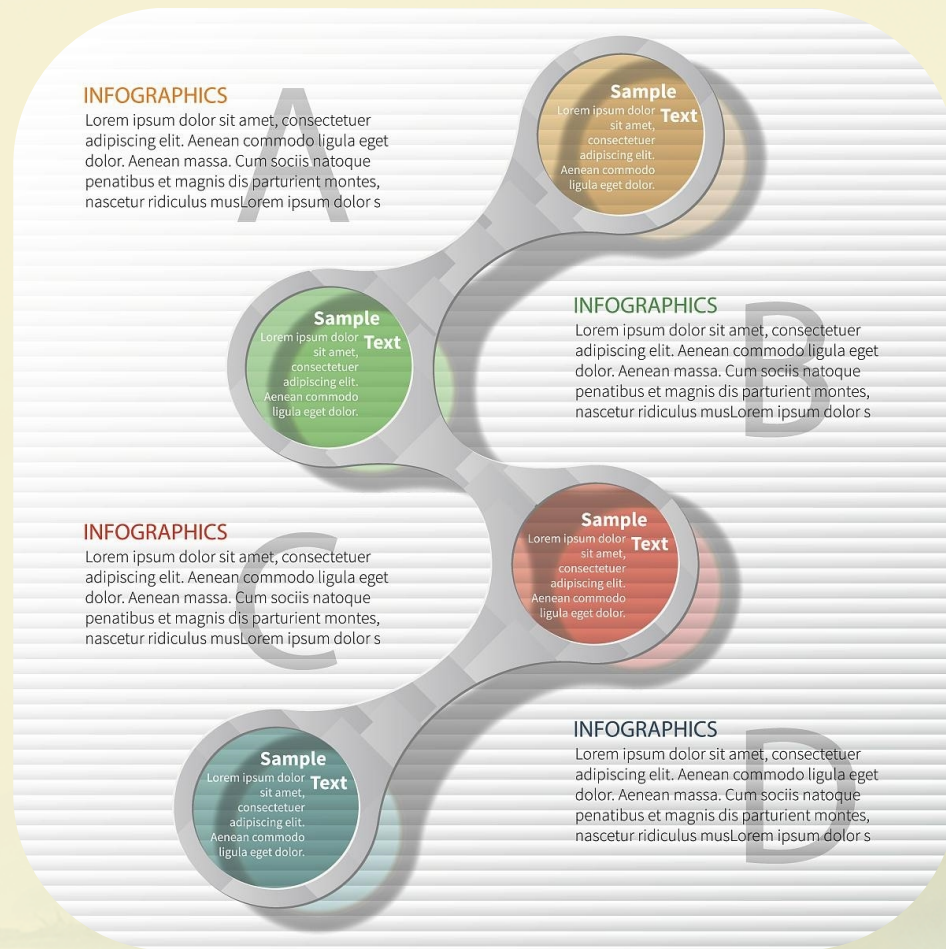 INFOGRAPHICS
A
Lorem ipsum dolor sit amet, consectetuer
adipiscing elit. Aenean commodo ligula eget
dolor. Aenean massa. Cum sociis natoque
penatibus et magnis dis parturient montes,
nascetur ridiculus musLorem ipsum dolor s
Sample
Text
Lorem ipsum dolor
sit amet,
consectetuer
adipiscing elit.
Aenean commodo
ligula eget dolor.
Sample
Text
Lorem ipsum dolor
sit amet,
consectetuer
adipiscing elit.
Aenean commodo
ligula eget dolor.
INFOGRAPHICS
B
Lorem ipsum dolor sit amet, consectetuer
adipiscing elit. Aenean commodo ligula eget
dolor. Aenean massa. Cum sociis natoque
penatibus et magnis dis parturient montes,
nascetur ridiculus musLorem ipsum dolor s
INFOGRAPHICS
C
Lorem ipsum dolor sit amet, consectetuer
adipiscing elit. Aenean commodo ligula eget
dolor. Aenean massa. Cum sociis natoque
penatibus et magnis dis parturient montes,
nascetur ridiculus musLorem ipsum dolor s
Sample
Text
Lorem ipsum dolor
sit amet,
consectetuer
adipiscing elit.
Aenean commodo
ligula eget dolor.
Sample
Text
Lorem ipsum dolor
sit amet,
consectetuer
adipiscing elit.
Aenean commodo
ligula eget dolor.
INFOGRAPHICS
D
Lorem ipsum dolor sit amet, consectetuer
adipiscing elit. Aenean commodo ligula eget
dolor. Aenean massa. Cum sociis natoque
penatibus et magnis dis parturient montes,
nascetur ridiculus musLorem ipsum dolor s